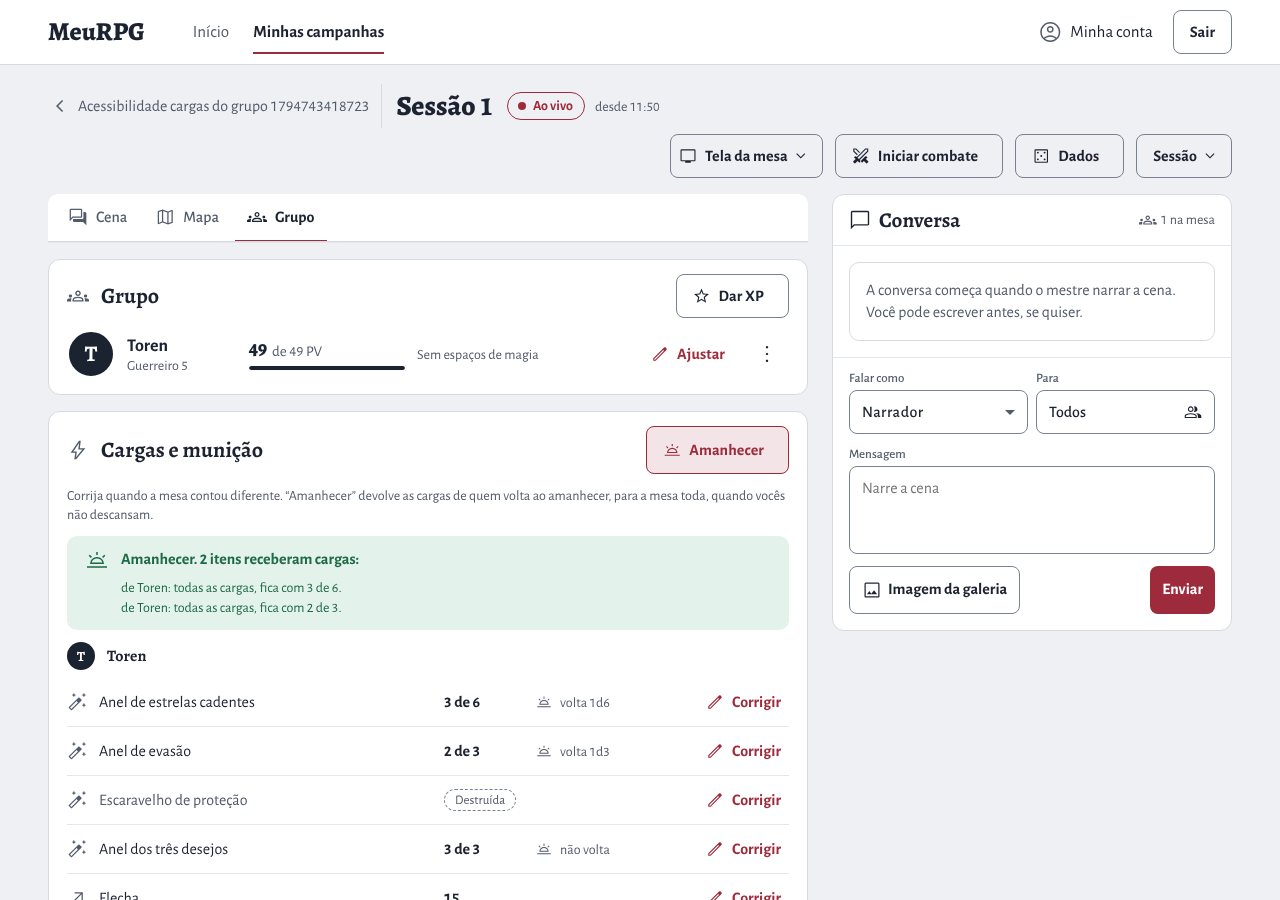 MeuRPG
Início
Minhas campanhas
Minha conta
Sair
Acessibilidade cargas do grupo 1794743418723
Sessão 1
Ao vivo
desde 11:50
Tela da mesa
Iniciar combate
Dados
Sessão
Cena
Mapa
Grupo
Grupo
Dar XP
T
Toren
Guerreiro 5
49 de 49 PV
Sem espaços de magia
Ajustar
Cargas e munição
Amanhecer
Corrija quando a mesa contou diferente. “Amanhecer” devolve as cargas de quem volta ao amanhecer, para a mesa toda, quando vocês
não descansam.
Amanhecer. 2 itens receberam cargas:
de Toren: todas as cargas, fica com 3 de 6.
de Toren: todas as cargas, fica com 2 de 3.
T
Toren
Anel de estrelas cadentes
3 de 6
volta 1d6
Corrigir
Anel de evasão
2 de 3
volta 1d3
Corrigir
Escaravelho de proteção
Destruída
Corrigir
Anel dos três desejos
3 de 3
não volta
Corrigir
Flecha
15
Corrigir
Conversa
1 na mesa
A conversa começa quando o mestre narrar a cena.
Você pode escrever antes, se quiser.
Falar como
Para
Narrador
Todos
Mensagem
Narre a cena
Imagem da galeria
Enviar